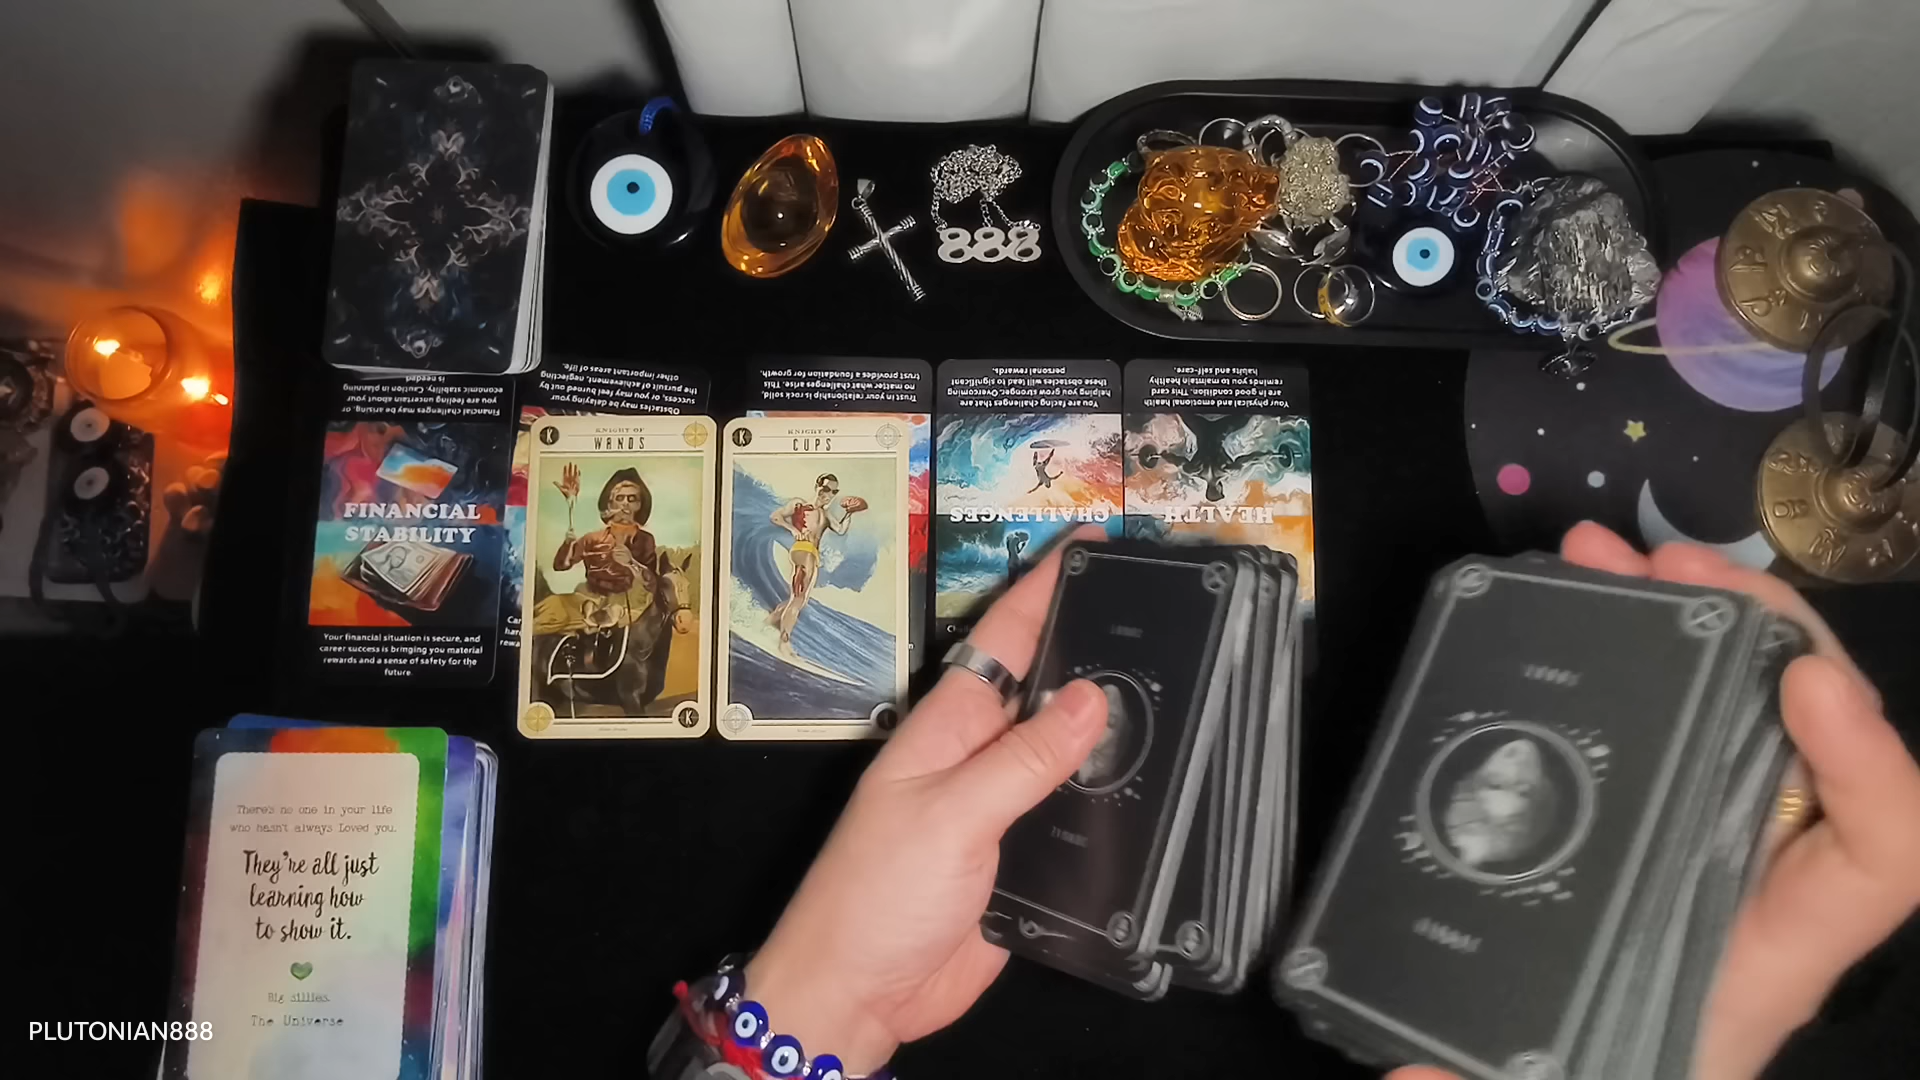 888
is
economic stability. Caution in planning
you are feeling uncertain about your
Financial challenges may be arising, or
FINANCIAL
STABILITY
Your financial situation is secure, and
career success is bringing you material
rewards and a sense of safety for the
future.
other important areas of life.
the pursuit of achievement, neglecting
success, or you may feel burned out by
Obstacles may be delaying your
K
KNIGHT OF
WANDS
K
trust provides a foundation for growth.
no matter what challenges arise. This
Trust in your relationship is rock solid,
K
KNIGHT OF
CUPS
personal rewards.
these obstacles will lead to significant
helping you grow stronger. Overcoming
You are facing challenges that are
CHALLENGES
habits and self-care.
reminds you to maintain healthy
are in good condition. This card
Your physical and emotional health
HEALTH
There's no one in your life
who hasn't always Loved you.
They're all just
learning how
to show it.
Big sillies.
The Universe
PLUTONIAN888